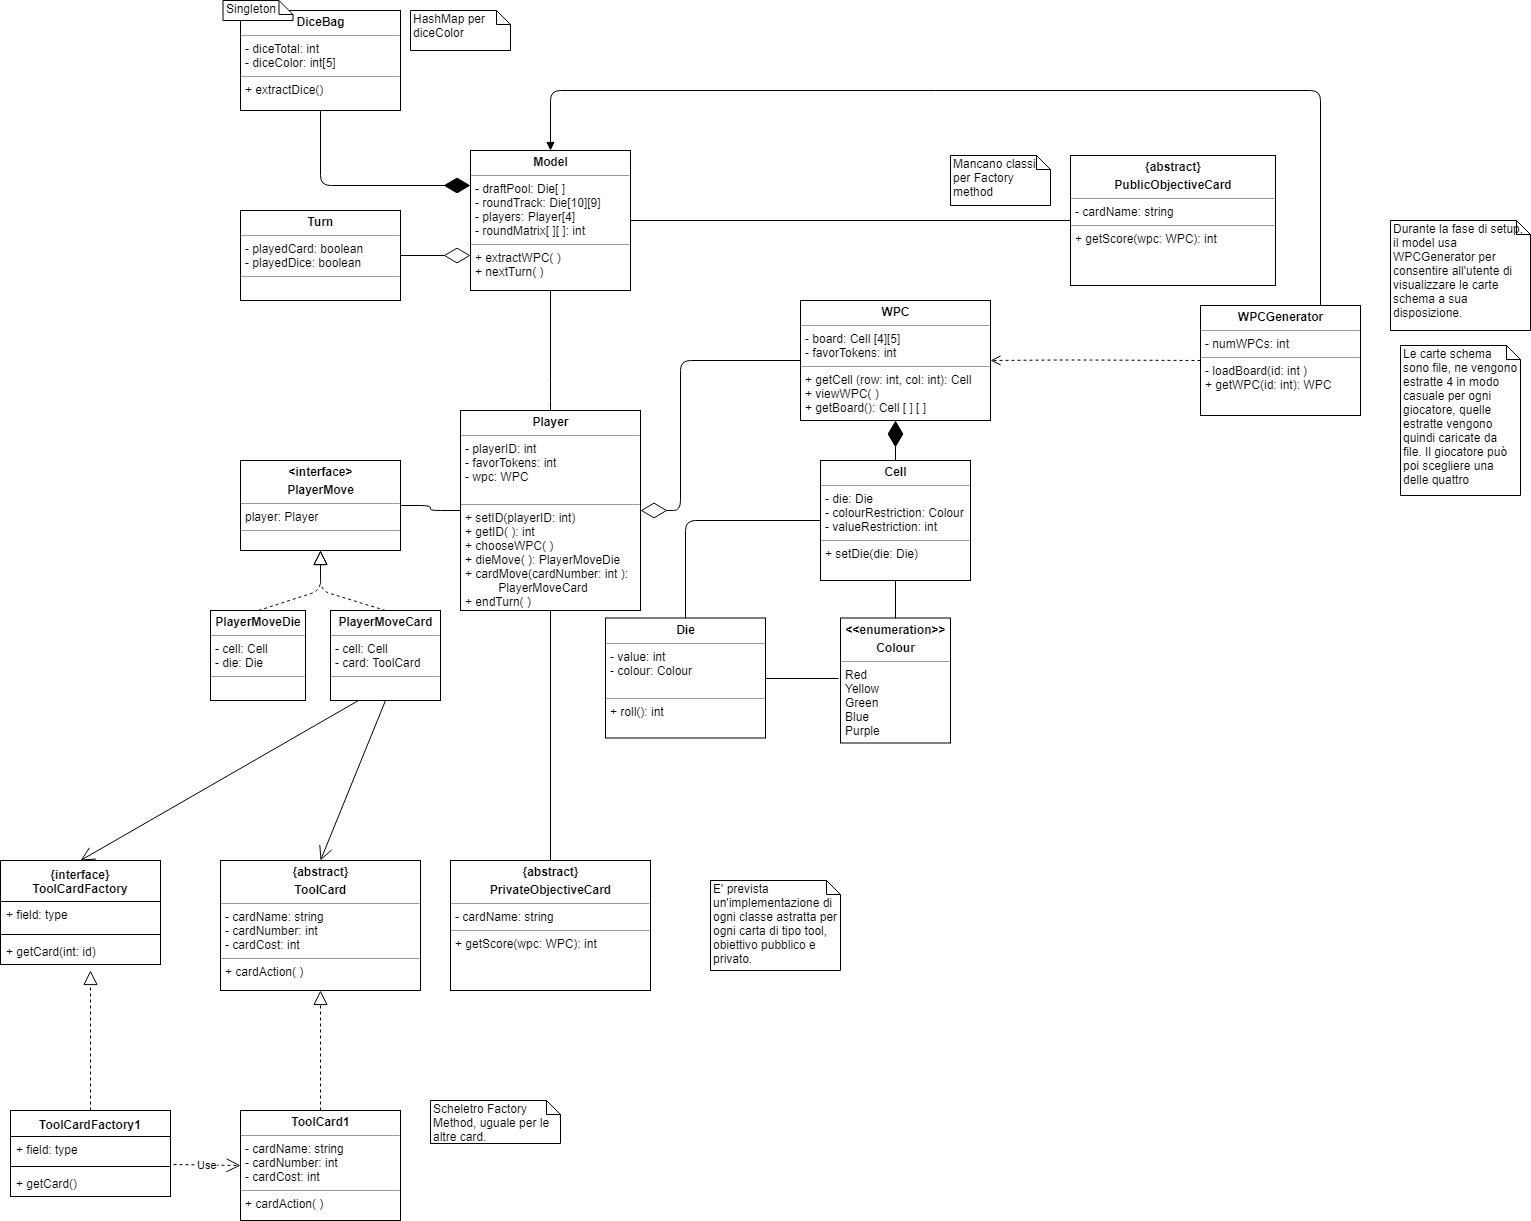 Singleton
DiceBag
- diceTotal: int
- diceColor: int[5]
+ extractDice()
HashMap per
diceColor
Model
- draftPool: Die[ ]
- roundTrack: Die[10][9]
- players: Player[4]
- roundMatrix[ ][ ]: int
+ extractWPC( )
+ nextTurn( )
Turn
- playedCard: boolean
- playedDice: boolean
Mancano classi
per Factory
method
{abstract}
PublicObjectiveCard
- cardName: string
+ getScore(wpc: WPC): int
Durante la fase di setup,
il model usa
WPCGenerator per
consentire all'utente di
visualizzare le carte
schema a sua
disposizione.
WPC
- board: Cell [4][5]
- favorTokens: int
+ getCell (row: int, col: int): Cell
+ viewWPC( )
+ getBoard(): Cell [ ] [ ]
WPCGenerator
- numWPCs: int
- loadBoard(id: int )
+ getWPC(id: int): WPC
Le carte schema
sono file, ne vengono
estratte 4 in modo
casuale per ogni
giocatore, quelle
estratte vengono
quindi caricate da
file. Il giocatore può
poi scegliere una
delle quattro
Player
- playerID: int
- favorTokens: int
- wpc: WPC
+ setID(playerID: int)
+ getID( ): int
+ chooseWPC( )
+ dieMove( ): PlayerMoveDie
+ cardMove(cardNumber: int ):
PlayerMoveCard
+ endTurn( )
<interface>
PlayerMove
player: Player
Cell
- die: Die
- colourRestriction: Colour
- valueRestriction: int
+ setDie(die: Die)
PlayerMoveDie
- cell: Cell
- die: Die
PlayerMoveCard
- cell: Cell
- card: ToolCard
Die
- value: int
- colour: Colour
+ roll(): int
<<enumeration>>
Colour
Red
Yellow
Green
Blue
Purple
{interface}
ToolCardFactory
+ field: type
+ getCard(int: id)
{abstract}
ToolCard
- cardName: string
- cardNumber: int
- cardCost: int
+ cardAction( )
{abstract}
PrivateObjectiveCard
- cardName: string
+ getScore(wpc: WPC): int
E' prevista
un'implementazione di
ogni classe astratta per
ogni carta di tipo tool,
obiettivo pubblico e
privato.
ToolCardFactory1
+ field: type
+ getCard()
Use
ToolCard1
- cardName: string
- cardNumber: int
- cardCost: int
+ cardAction( )
Scheletro Factory
Method, uguale per le
altre card.